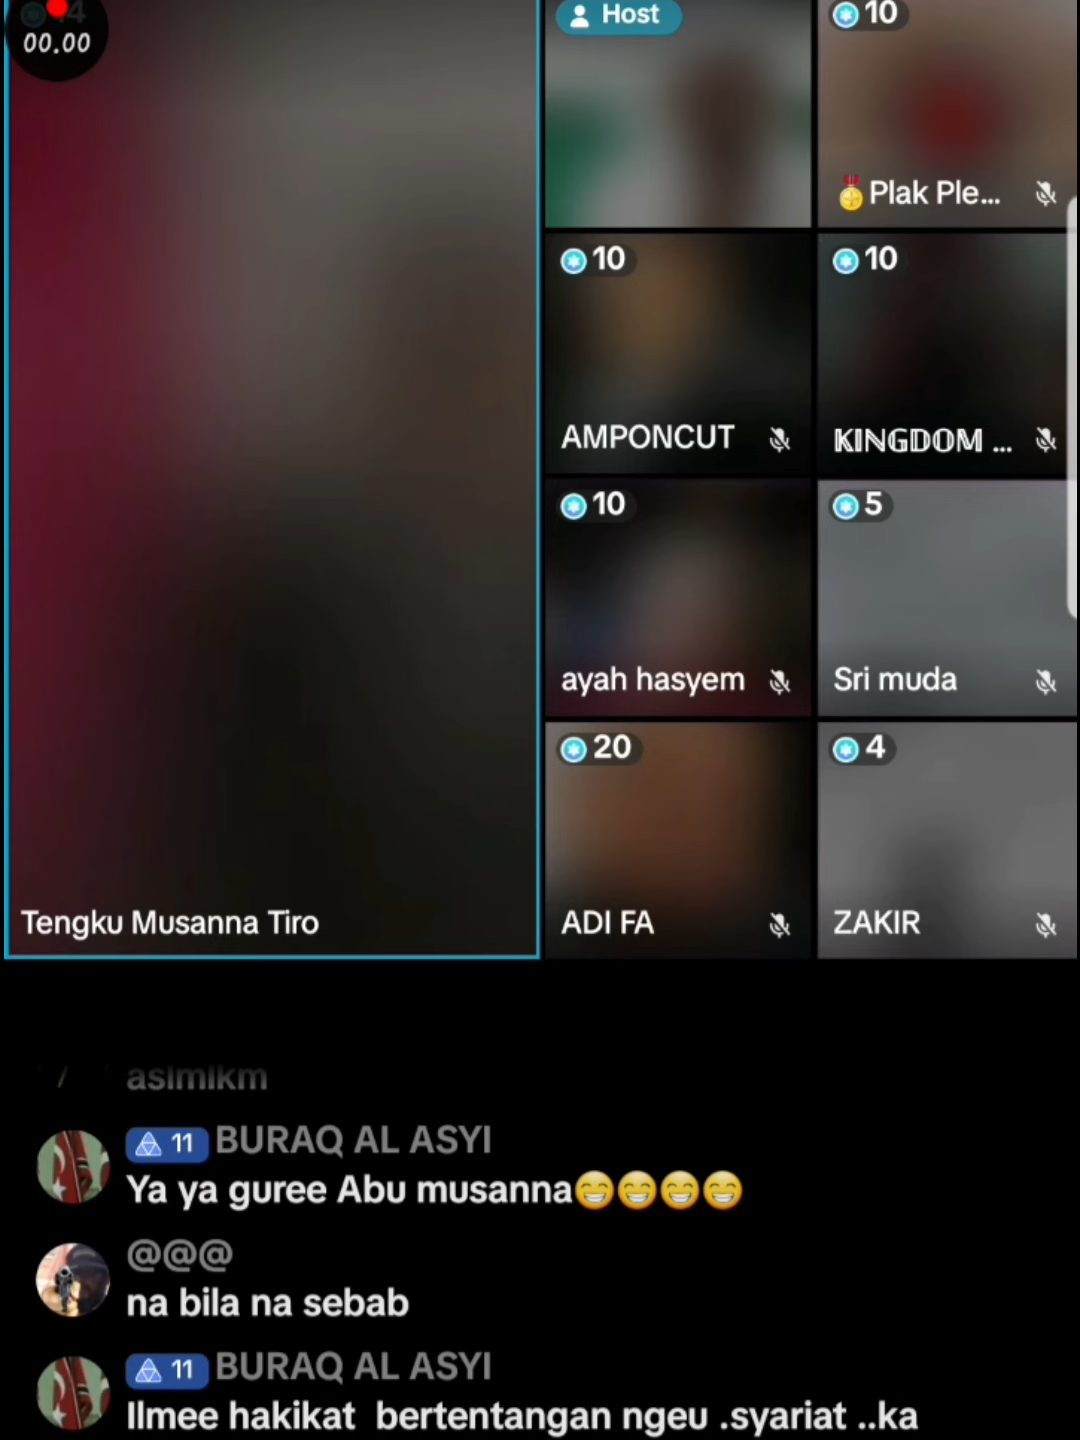 00.00
Host
10
Plak Ple...
10
AMPONCUT
10
KINGDOM ...
10
ayah hasyem
5
Sri muda
20
ADI FA
4
ZAKIR
Tengku Musanna Tiro
asimlkm
11 BURAQ AL ASYI
Ya ya guree Abu musanna😁😁😁😁
@@@
na bila na sebab
11 BURAQ AL ASYI
Ilmee hakikat bertentangan ngeu .syariat ..ka